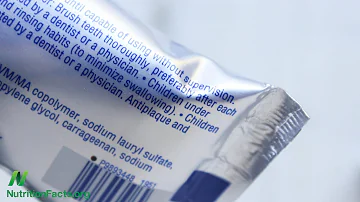 until capable of using without supervision.
Brush teeth thoroughly, preferably after each
by a dentist or a physician. • Children under
and rinsing habits (to minimize swallowing). • Children
by a dentist or a physician. Antiplaque and
VM/MA copolymer, sodium lauryl sulfate,
glycol, carrageenan, sodium
NutritionFacts